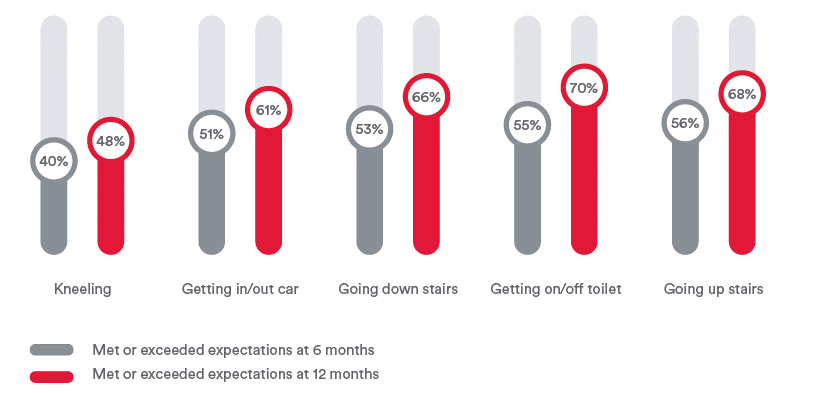 40%
48%
51%
61%
53%
66%
55%
70%
56%
68%
Kneeling
Getting in/out car
Going down stairs
Getting on/off toilet
Going up stairs
Met or exceeded expectations at 6 months
Met or exceeded expectations at 12 months